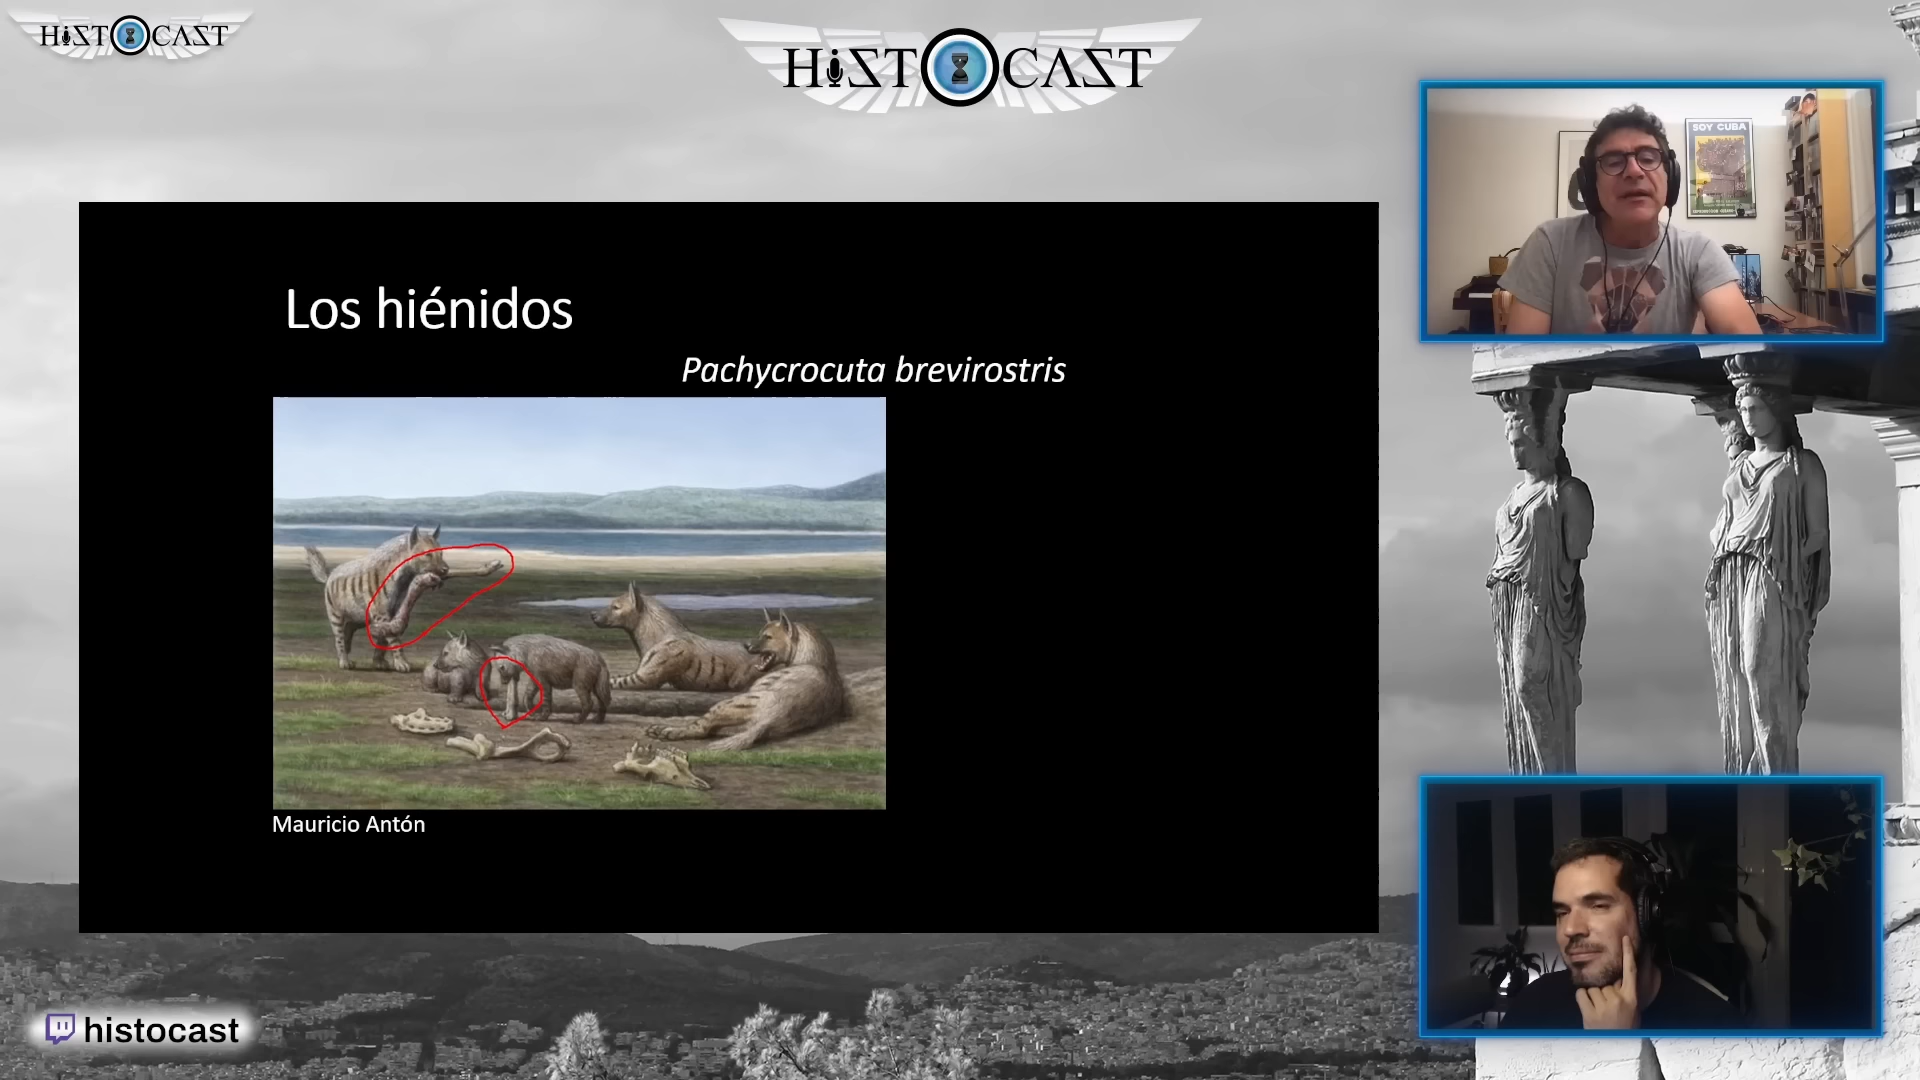 HiSTOCAST
HiSTOCAST
SOY CUBA
Los hiénidos
Pachycrocuta brevirostris
Mauricio Antón
histocast